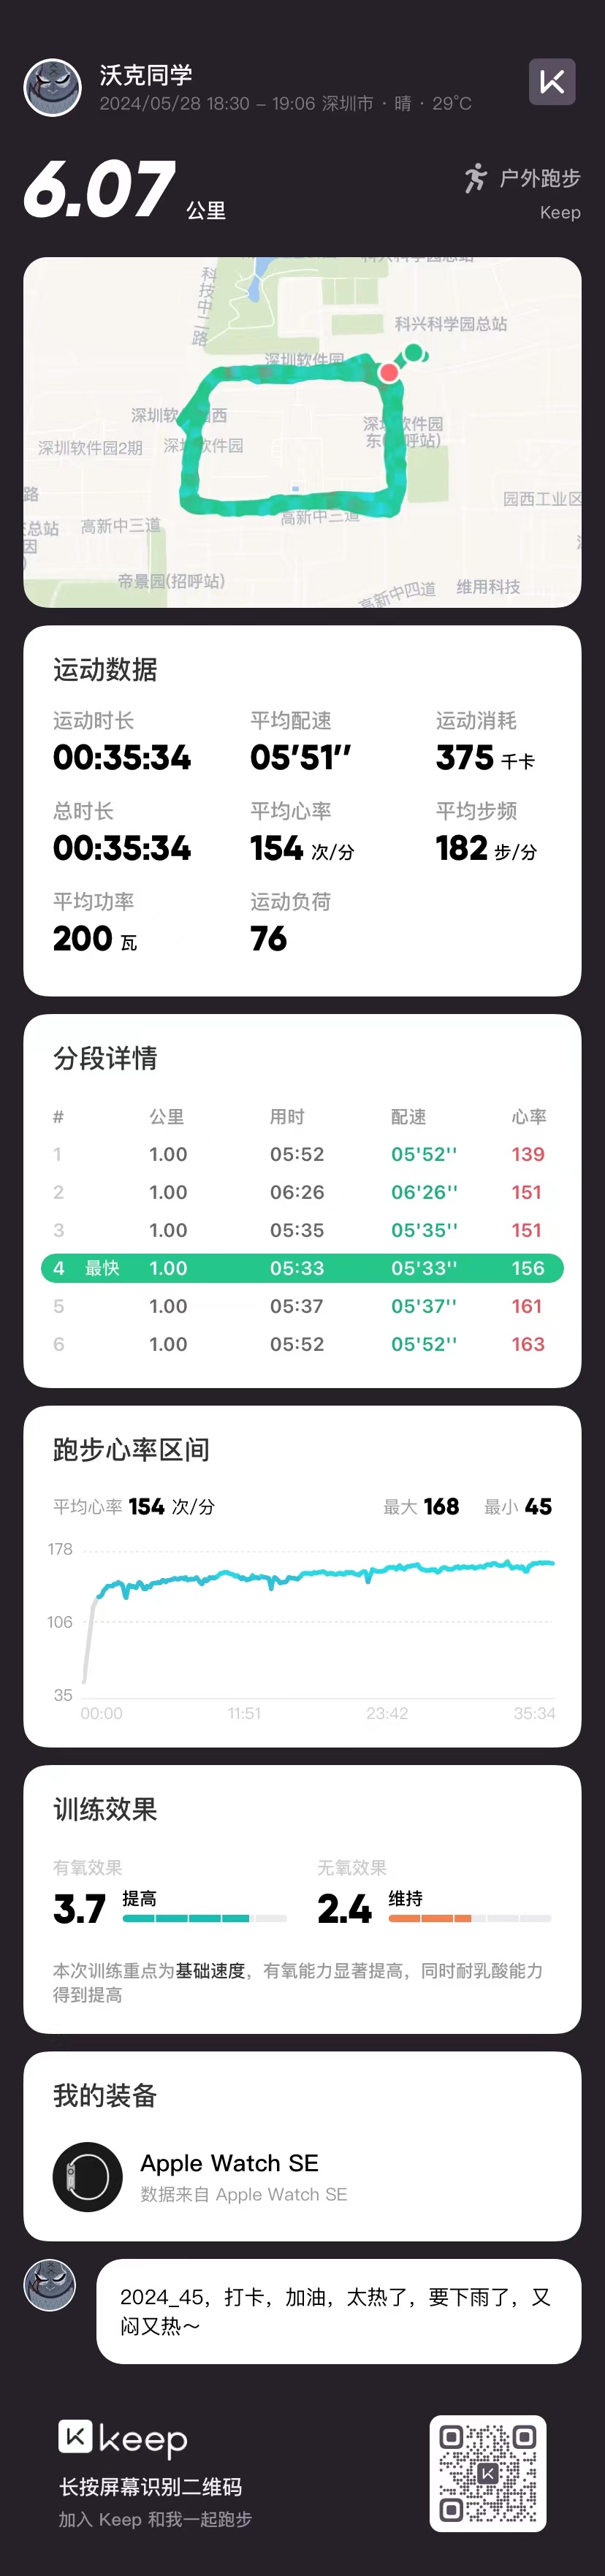 沃克同学
2024/05/28 18:30 – 19:06 深圳市 · 晴 · 29°C
6.07 公里
户外跑步
Keep
科技中二路
科兴科学园总站
科兴科学园总站
深圳软件园
深圳软 园西
深圳软件园
东( 呼站)
深圳软件园2期
深圳软件园
路
园西工业区
总站
高新中三道
高新中三道
因
)
帝景园(招呼站)
高新中四道
维用科技
运动数据
运动时长 平均配速 运动消耗
00:35:34 05'51'' 375 千卡
总时长 平均心率 平均步频
00:35:34 154 次/分 182 步/分
平均功率 运动负荷
200 瓦 76
分段详情
# 公里 用时 配速 心率
1 1.00 05:52 05'52'' 139
2 1.00 06:26 06'26'' 151
3 1.00 05:35 05'35'' 151
4 最快 1.00 05:33 05'33'' 156
5 1.00 05:37 05'37'' 161
6 1.00 05:52 05'52'' 163
跑步心率区间
平均心率 154 次/分 最大 168 最小 45
178
106
35
00:00 11:51 23:42 35:34
训练效果
有氧效果 无氧效果
3.7 提高 2.4 维持
本次训练重点为基础速度，有氧能力显著提高，同时耐乳酸能力
得到提高
我的装备
Apple Watch SE
数据来自 Apple Watch SE
2024_45，打卡，加油，太热了，要下雨了，又
闷又热～
keep
长按屏幕识别二维码
加入 Keep 和我一起跑步